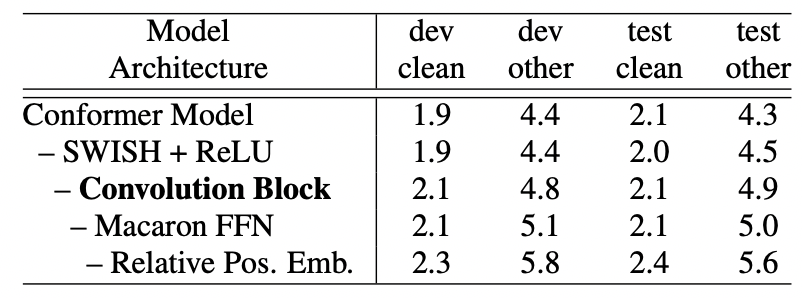 Model dev dev test test
Architecture clean other clean other
Conformer Model 1.9 4.4 2.1 4.3
– SWISH + ReLU 1.9 4.4 2.0 4.5
– Convolution Block 2.1 4.8 2.1 4.9
– Macaron FFN 2.1 5.1 2.1 5.0
– Relative Pos. Emb. 2.3 5.8 2.4 5.6